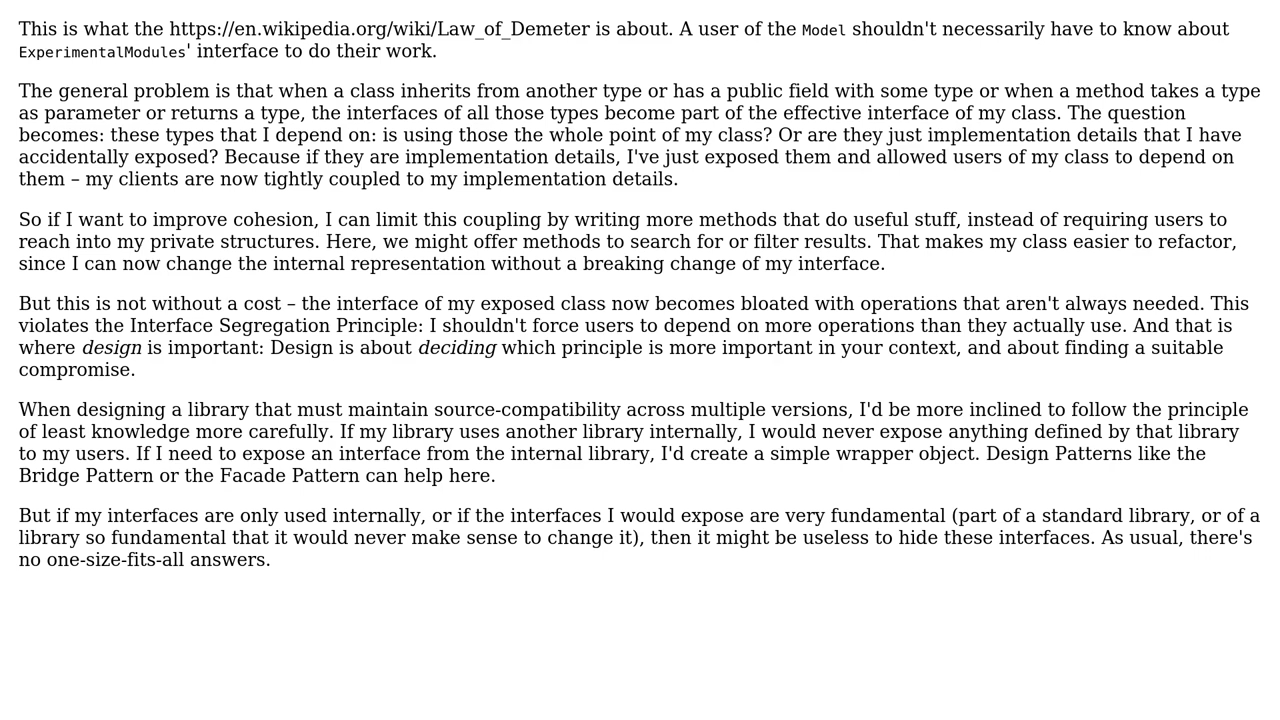 This is what the https://en.wikipedia.org/wiki/Law_of_Demeter is about. A user of the Model shouldn't necessarily have to know about
ExperimentalModules' interface to do their work.
The general problem is that when a class inherits from another type or has a public field with some type or when a method takes a type
as parameter or returns a type, the interfaces of all those types become part of the effective interface of my class. The question
becomes: these types that I depend on: is using those the whole point of my class? Or are they just implementation details that I have
accidentally exposed? Because if they are implementation details, I've just exposed them and allowed users of my class to depend on
them – my clients are now tightly coupled to my implementation details.
So if I want to improve cohesion, I can limit this coupling by writing more methods that do useful stuff, instead of requiring users to
reach into my private structures. Here, we might offer methods to search for or filter results. That makes my class easier to refactor,
since I can now change the internal representation without a breaking change of my interface.
But this is not without a cost – the interface of my exposed class now becomes bloated with operations that aren't always needed. This
violates the Interface Segregation Principle: I shouldn't force users to depend on more operations than they actually use. And that is
where design is important: Design is about deciding which principle is more important in your context, and about finding a suitable
compromise.
When designing a library that must maintain source-compatibility across multiple versions, I'd be more inclined to follow the principle
of least knowledge more carefully. If my library uses another library internally, I would never expose anything defined by that library
to my users. If I need to expose an interface from the internal library, I'd create a simple wrapper object. Design Patterns like the
Bridge Pattern or the Facade Pattern can help here.
But if my interfaces are only used internally, or if the interfaces I would expose are very fundamental (part of a standard library, or of a
library so fundamental that it would never make sense to change it), then it might be useless to hide these interfaces. As usual, there's
no one-size-fits-all answers.